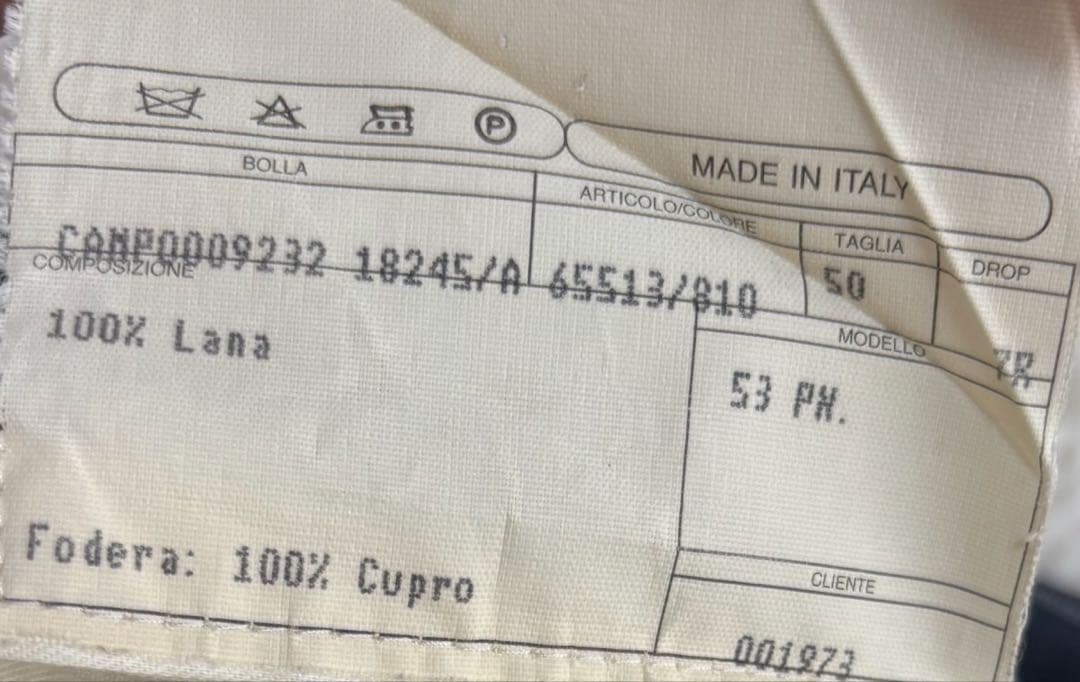 P
MADE IN ITALY
BOLLA
ARTICOLO/COLORE
TAGLIA
DROP
CAMP0009232 18245/A 65513/810
50
7R
COMPOSIZIONE
MODELLO
100% Lana
53 PX.
Fodera: 100% Cupro
CLIENTE
001973